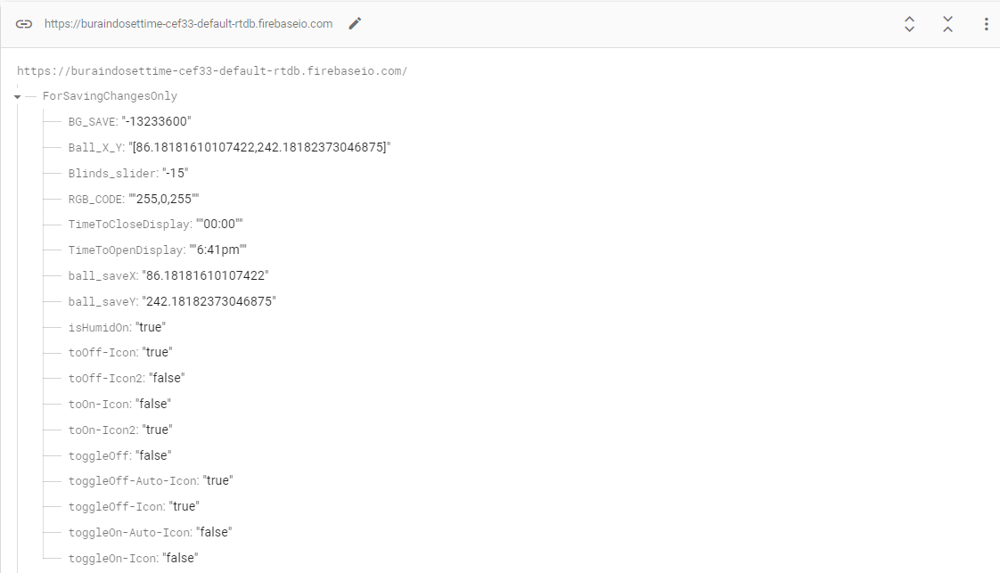 https://buraindosettime-cef33-default-rtdb.firebaseio.com
https://buraindosettime-cef33-default-rtdb.firebaseio.com/
ForSavingChangesOnly
BG_SAVE: "-13233600"
Ball_X_Y: "[86.18181610107422,242.18182373046875]"
Blinds_slider: "-15"
RGB_CODE: ""255,0,255""
TimeToCloseDisplay: ""00:00""
TimeToOpenDisplay: ""6:41pm""
ball_saveX: "86.18181610107422"
ball_saveY: "242.18182373046875"
isHumidOn: "true"
toOff-Icon: "true"
toOff-Icon2: "false"
toOn-Icon: "false"
toOn-Icon2: "true"
toggleOff: "false"
toggleOff-Auto-Icon: "true"
toggleOff-Icon: "true"
toggleOn-Auto-Icon: "false"
toggleOn-Icon: "false"